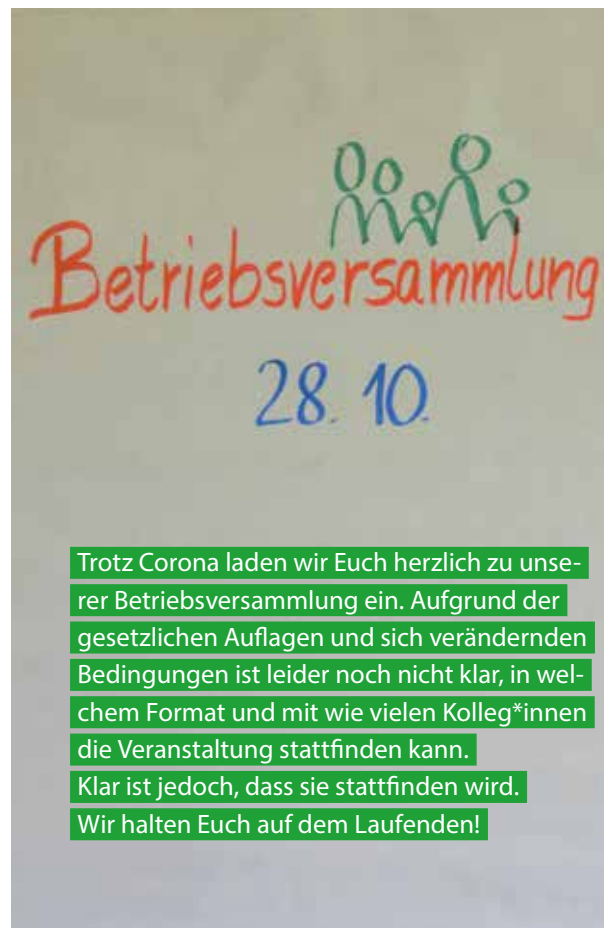 Betriebsversammlung
28. 10.
Trotz Corona laden wir Euch herzlich zu unse-
rer Betriebsversammlung ein. Aufgrund der
gesetzlichen Auflagen und sich verändernden
Bedingungen ist leider noch nicht klar, in wel-
chem Format und mit wie vielen Kolleg*innen
die Veranstaltung stattfinden kann.
Klar ist jedoch, dass sie stattfinden wird.
Wir halten Euch auf dem Laufenden!